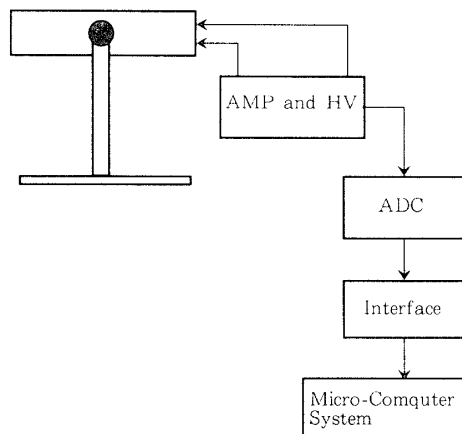 AMP and HV
ADC
Interface
Micro-Comquter
System